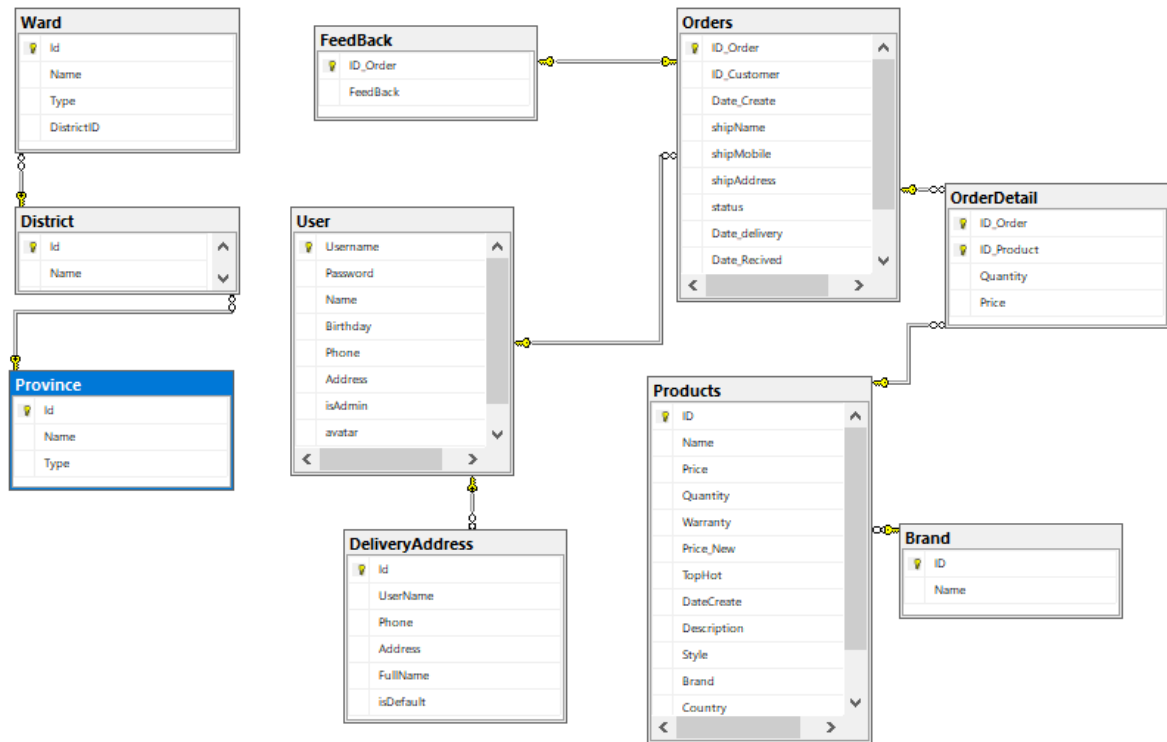 Ward
Id
Name
Type
DistrictID
District
Id
Name
Province
Id
Name
Type
FeedBack
ID_Order
FeedBack
User
Username
Password
Name
Birthday
Phone
Address
isAdmin
avatar
DeliveryAddress
Id
UserName
Phone
Address
FullName
isDefault
Orders
ID_Order
ID_Customer
Date_Create
shipName
shipMobile
shipAddress
status
Date_delivery
Date_Recived
OrderDetail
ID_Order
ID_Product
Quantity
Price
Products
ID
Name
Price
Quantity
Warranty
Price_New
TopHot
DateCreate
Description
Style
Brand
Country
Brand
ID
Name